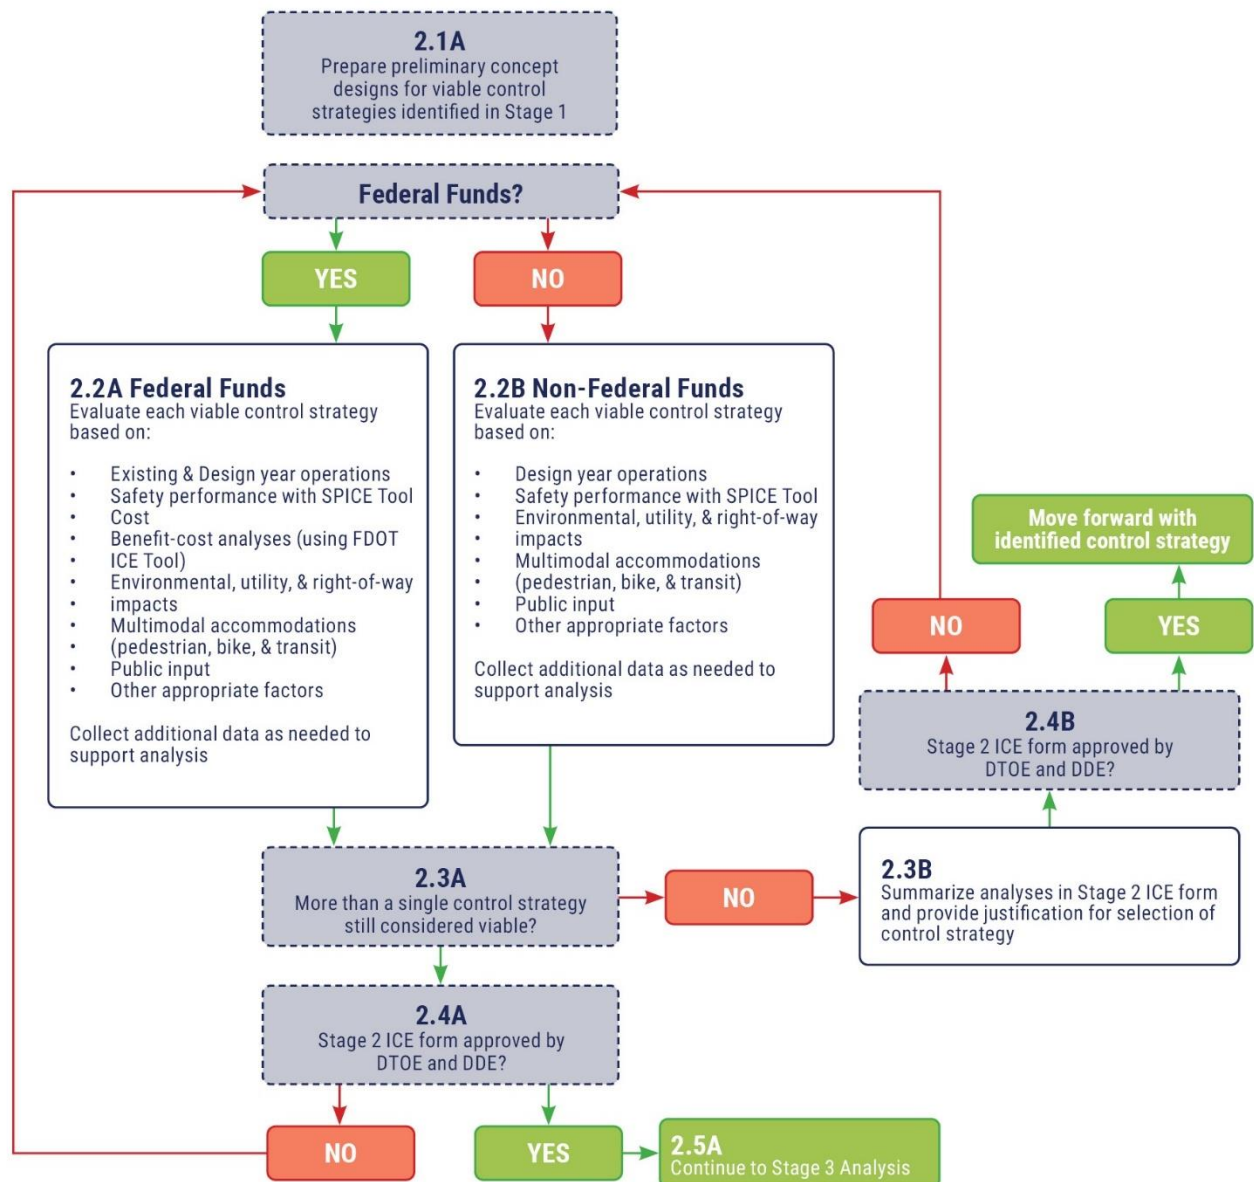 2.1A
Prepare preliminary concept
designs for viable control
strategies identified in Stage 1
Federal Funds?
YES
NO
2.2A Federal Funds
Evaluate each viable control strategy
based on:
• Existing & Design year operations
• Safety performance with SPICE Tool
• Cost
• Benefit-cost analyses (using FDOT
• ICE Tool)
• Environmental, utility, & right-of-way
• impacts
• Multimodal accommodations
• (pedestrian, bike, & transit)
• Public input
• Other appropriate factors
Collect additional data as needed to
support analysis
2.2B Non-Federal Funds
Evaluate each viable control strategy
based on:
• Design year operations
• Safety performance with SPICE Tool
• Environmental, utility, & right-of-way
• impacts
• Multimodal accommodations
• (pedestrian, bike, & transit)
• Public input
• Other appropriate factors
Collect additional data as needed to
support analysis
Move forward with
identified control strategy
NO
YES
2.4B
Stage 2 ICE form approved by
DTOE and DDE?
2.3A
More than a single control strategy
still considered viable?
NO
2.3B
Summarize analyses in Stage 2 ICE form
and provide justification for selection of
control strategy
2.4A
Stage 2 ICE form approved by
DTOE and DDE?
NO
YES
2.5A
Continue to Stage 3 Analysis